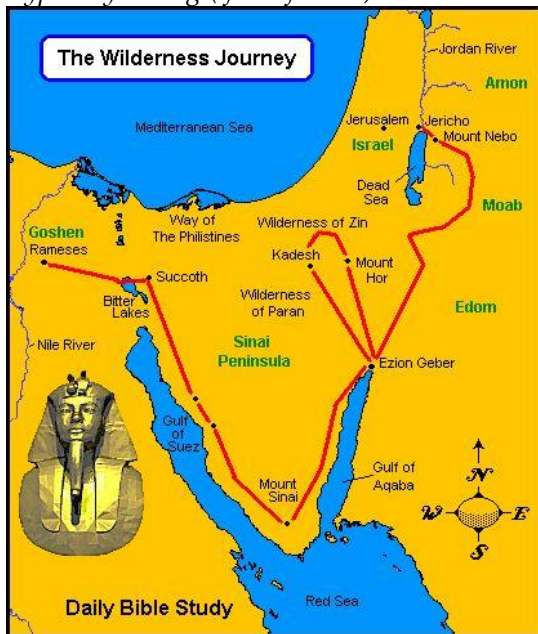 The Wilderness Journey
Jordan River
Amon
Mediterranean Sea
Jerusalem
Jericho
Mount Nebo
Israel
Dead
Sea
Moab
Way of
The Philistines
Wilderness of Zin
Goshen
Rameses
Kadesh
Mount
Hor
Succoth
Bitter
Lakes
Wilderness
of Paran
Edom
Nile River
Sinai
Peninsula
Ezion Geber
Gulf
of
Suez
Mount
Sinai
Gulf of
Aqaba
N
W
E
S
Red Sea
Daily Bible Study